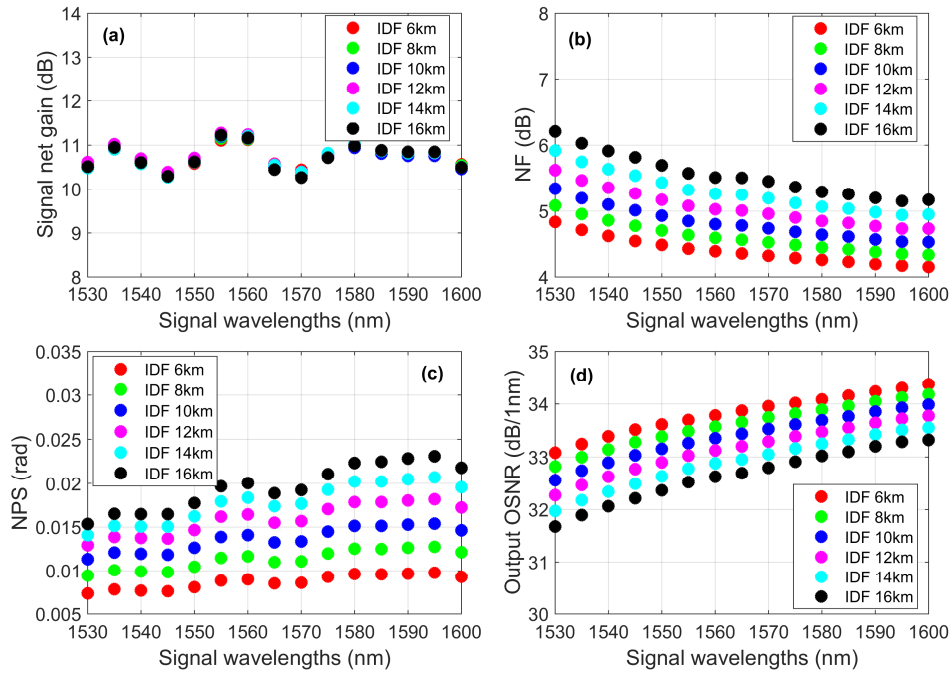 (a)
IDF 6km
IDF 8km
IDF 10km
IDF 12km
IDF 14km
IDF 16km
Signal net gain (dB)
14
13
12
11
10
9
8
1530 1540 1550 1560 1570 1580 1590 1600
Signal wavelengths (nm)
(b)
IDF 6km
IDF 8km
IDF 10km
IDF 12km
IDF 14km
IDF 16km
NF (dB)
8
7
6
5
4
1530 1540 1550 1560 1570 1580 1590 1600
Signal wavelengths (nm)
(c)
IDF 6km
IDF 8km
IDF 10km
IDF 12km
IDF 14km
IDF 16km
NPS (rad)
0.035
0.03
0.025
0.02
0.015
0.01
0.005
1530 1540 1550 1560 1570 1580 1590 1600
Signal wavelengths (nm)
(d)
IDF 6km
IDF 8km
IDF 10km
IDF 12km
IDF 14km
IDF 16km
Output OSNR (dB/1nm)
35
34
33
32
31
30
1530 1540 1550 1560 1570 1580 1590 1600
Signal wavelengths (nm)